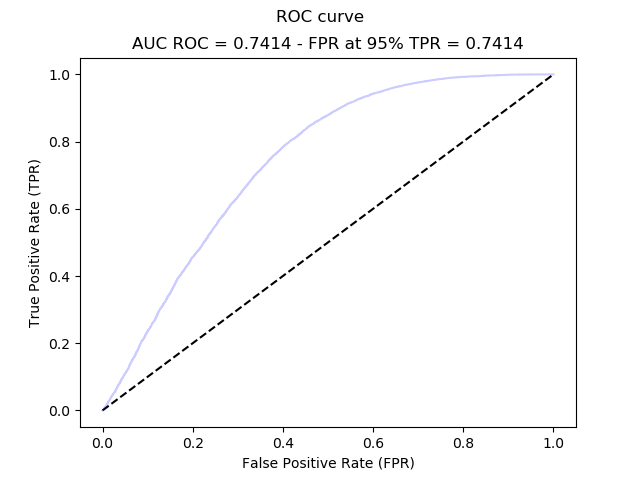 ROC curve
AUC ROC = 0.7414 - FPR at 95% TPR = 0.7414
1.0
0.8
0.6
0.4
0.2
0.0
True Positive Rate (TPR)
0.0 0.2 0.4 0.6 0.8 1.0
False Positive Rate (FPR)